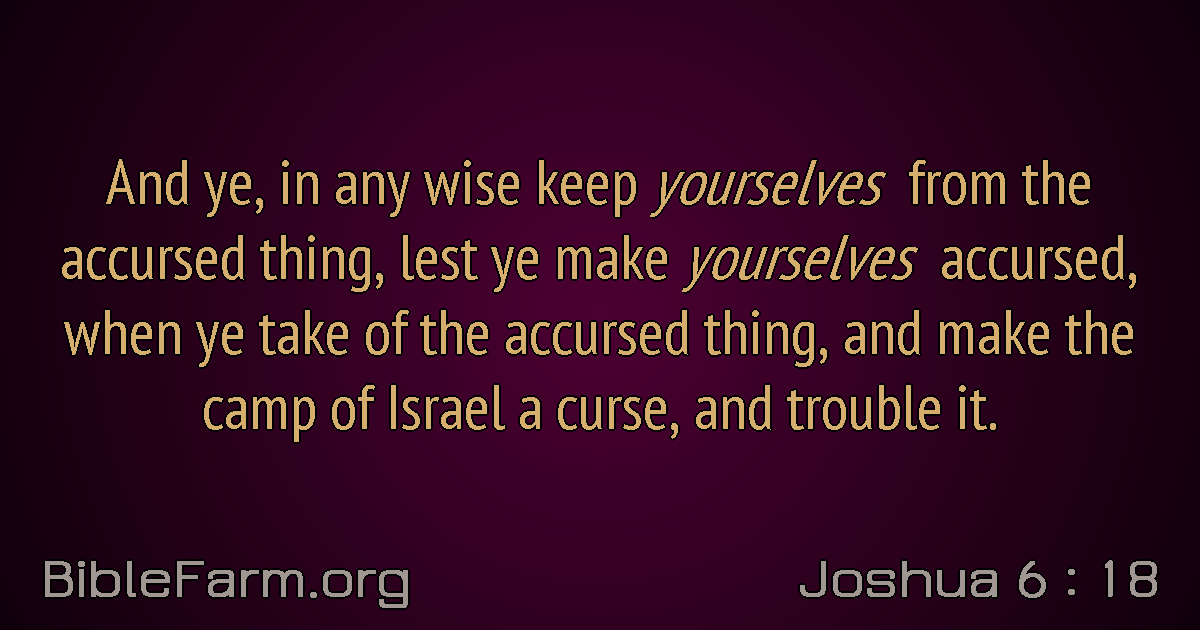 And ye, in any wise keep yourselves from the
accursed thing, lest ye make yourselves accursed,
when ye take of the accursed thing, and make the
camp of Israel a curse, and trouble it.
BibleFarm.org
Joshua 6 : 18